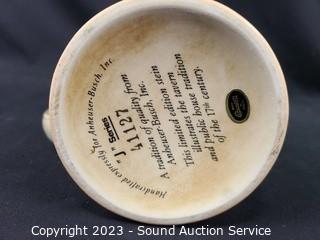 Handcrafted expressly for Anheuser-Busch, Inc.
"J" Series
41127
A tradition of quality from
Anheuser-Busch, Inc.
This limited edition stein
illustrates the tavern
and public house tradition
of the 17th century.
Copyright 2023 - Sound Auction Service